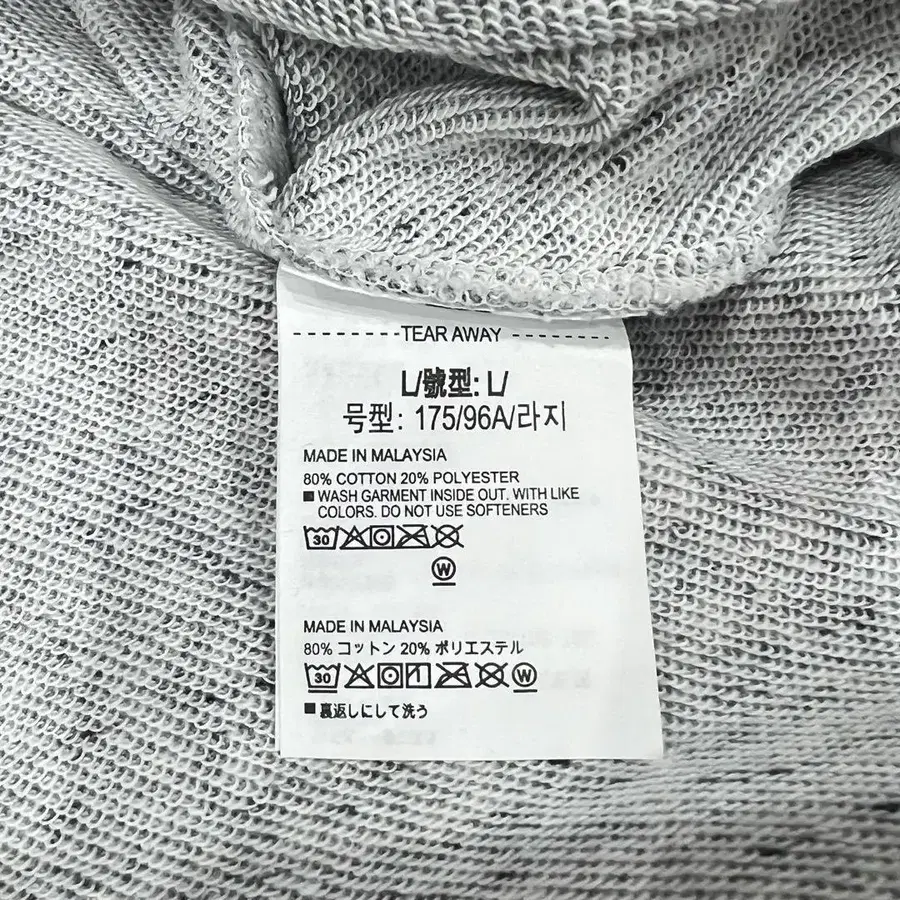 TEAR AWAY
L/號型: L/
号型: 175/96A/라지
MADE IN MALAYSIA
80% COTTON 20% POLYESTER
■ WASH GARMENT INSIDE OUT. WITH LIKE
COLORS. DO NOT USE SOFTENERS
30
W
MADE IN MALAYSIA
80% コットン 20% ポリエステル
30 W
■ 裏返しにして洗う